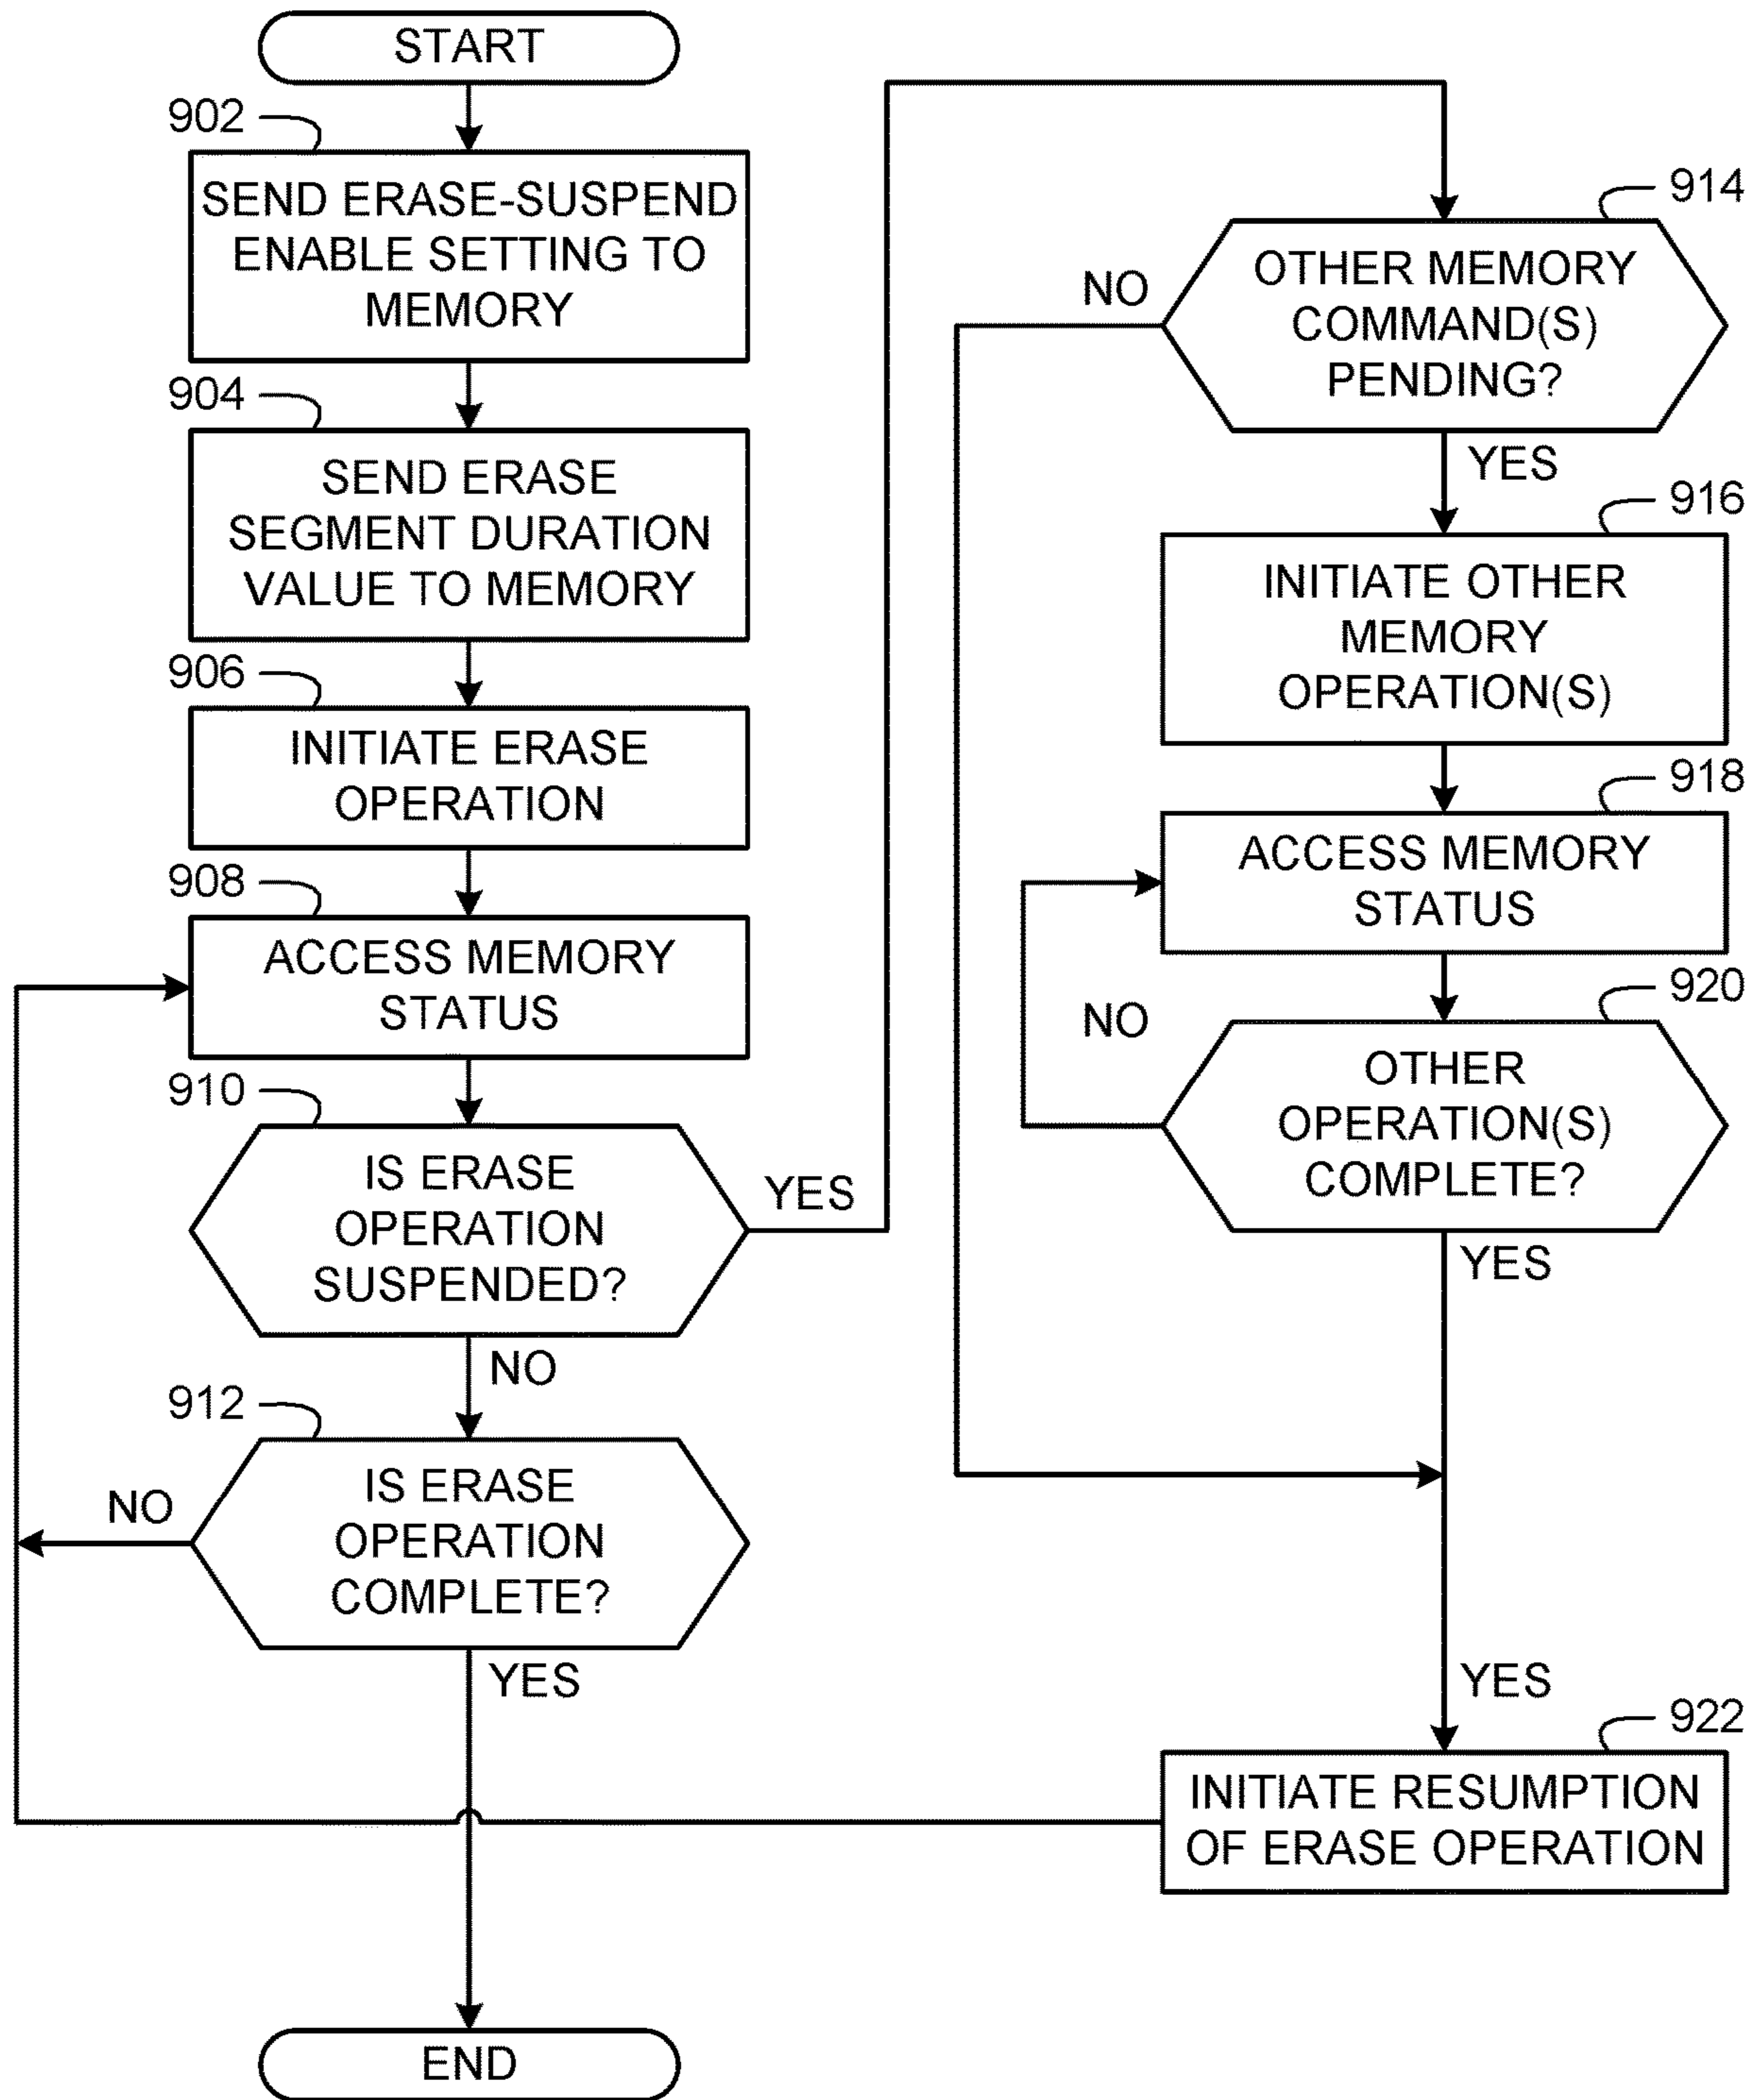 START
902
SEND ERASE-SUSPEND
ENABLE SETTING TO
MEMORY
904
SEND ERASE
SEGMENT DURATION
VALUE TO MEMORY
906
INITIATE ERASE
OPERATION
908
ACCESS MEMORY
STATUS
910
IS ERASE
OPERATION
SUSPENDED?
YES
NO
912
IS ERASE
OPERATION
COMPLETE?
NO
YES
END
914
OTHER MEMORY
COMMAND(S)
PENDING?
NO
YES
916
INITIATE OTHER
MEMORY
OPERATION(S)
918
ACCESS MEMORY
STATUS
920
NO
OTHER
OPERATION(S)
COMPLETE?
YES
YES
922
INITIATE RESUMPTION
OF ERASE OPERATION